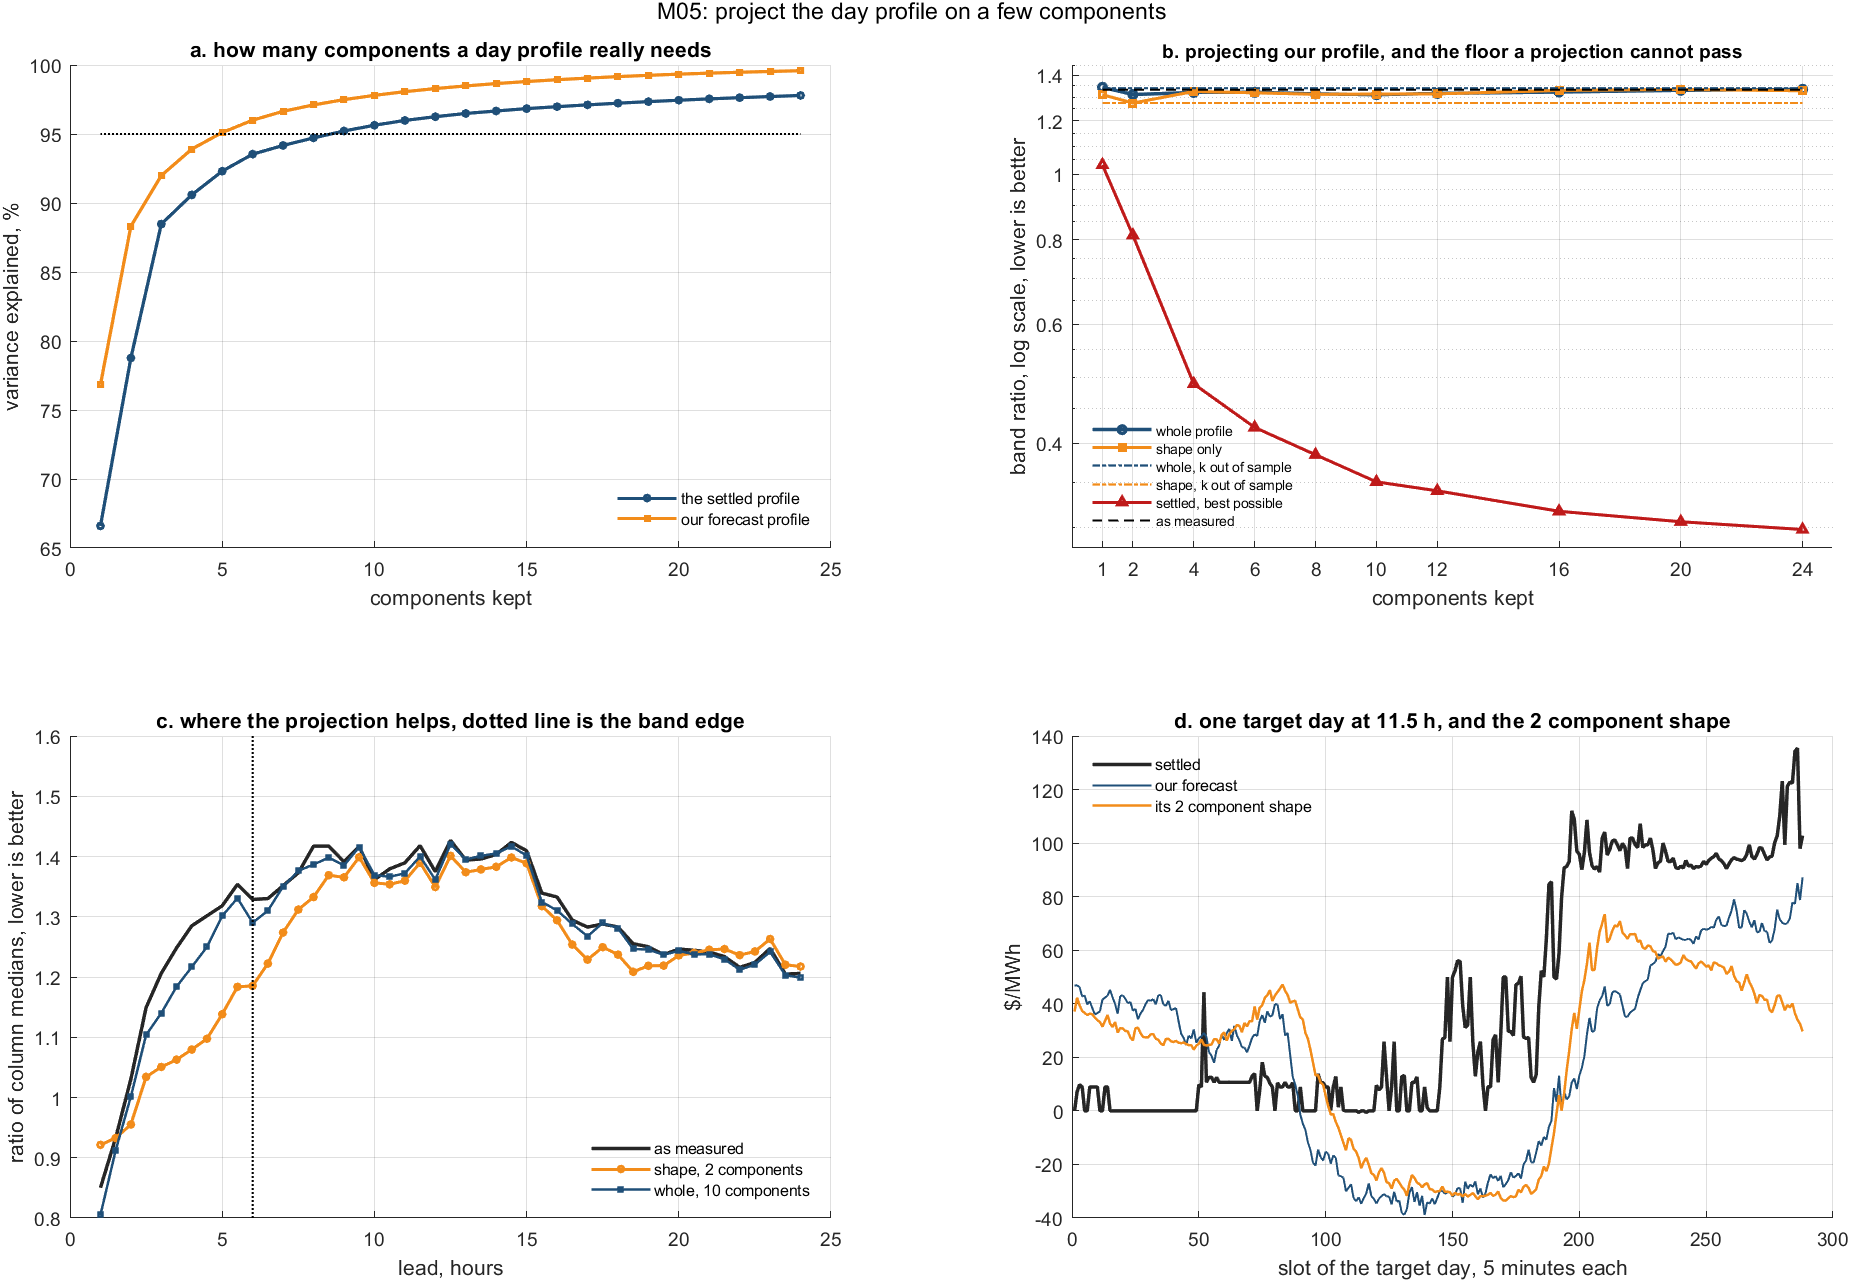 M05: project the day profile on a few components
a. how many components a day profile really needs
100
95
90
85
80
75
70
65
0
5
10
15
20
25
variance explained, %
components kept
the settled profile
our forecast profile
b. projecting our profile, and the floor a projection cannot pass
1.4
1.2
1
0.8
0.6
0.4
1
2
4
6
8
10
12
16
20
24
band ratio, log scale, lower is better
components kept
whole profile
shape only
whole, k out of sample
shape, k out of sample
settled, best possible
as measured
c. where the projection helps, dotted line is the band edge
1.6
1.5
1.4
1.3
1.2
1.1
1
0.9
0.8
0
5
10
15
20
25
ratio of column medians, lower is better
lead, hours
as measured
shape, 2 components
whole, 10 components
d. one target day at 11.5 h, and the 2 component shape
140
120
100
80
60
40
20
0
-20
-40
0
50
100
150
200
250
300
$/MWh
slot of the target day, 5 minutes each
settled
our forecast
its 2 component shape